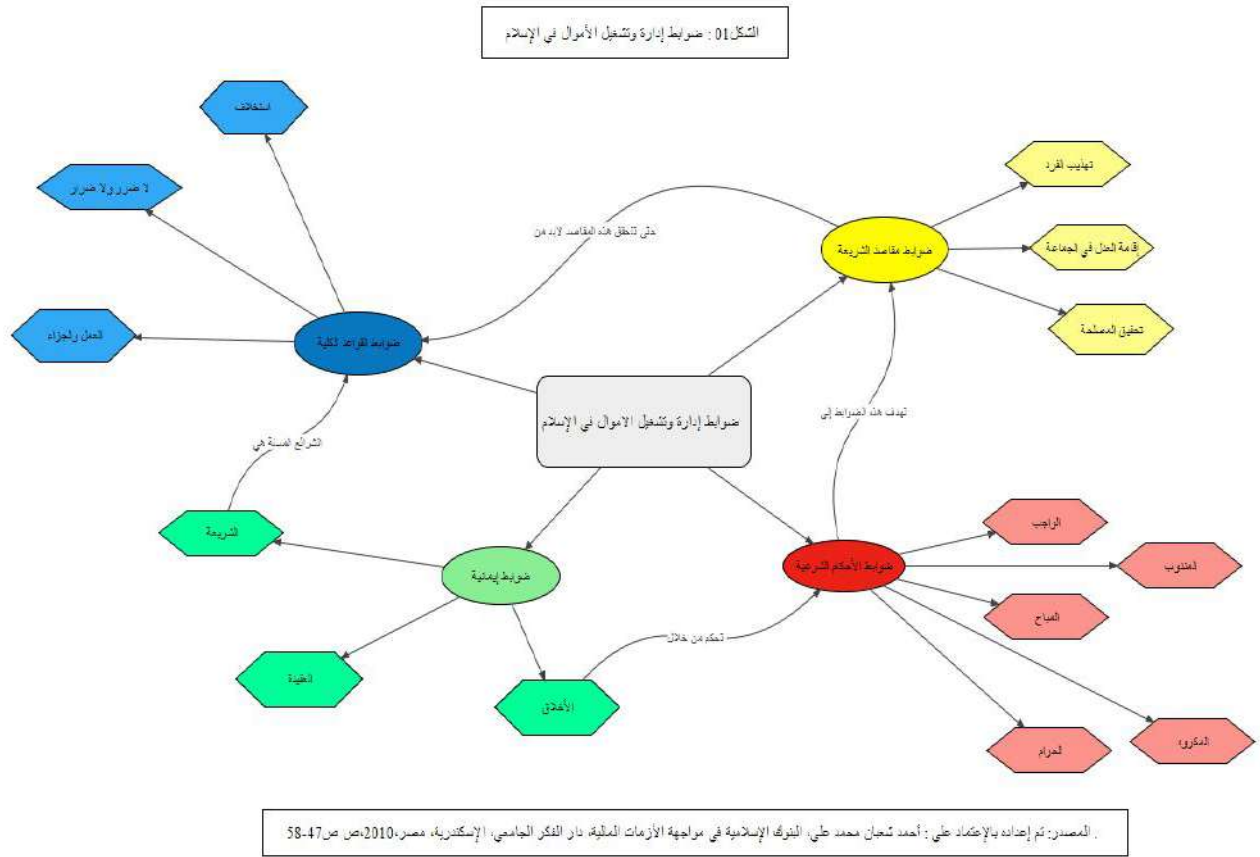 الشكل01 : ضوابط إدارة وتشغيل الأموال في الإسلام
استخلاف
لا ضرر ولا ضرار
العمل والجزاء
ضوابط القواعد الكلية
حتى تتحقق هذه المقاصد لابد من
تهذيب الفرد
إقامة العدل في الجماعة
تحقيق المصلحة
ضوابط مقاصد الشريعة
ضوابط إدارة وتشغيل الاموال في الإسلام
تهدف هذه الضوابط إلى
الشرائع
هي
الشريعة
ضوابط إيمانية
العقيدة
الأخلاق
تحكم من خلال
ضوابط الأحكام الشرعية
الواجب
المندوب
المباح
المكروه
الحرام
. المصدر: تم إعداده بالإعتماد على : أحمد شعبان محمد علي، البنوك الإسلامية في مواجهة الأزمات المالية، دار الفكر الجامعي، الإسكندرية، مصر،2010،ص ص47-58